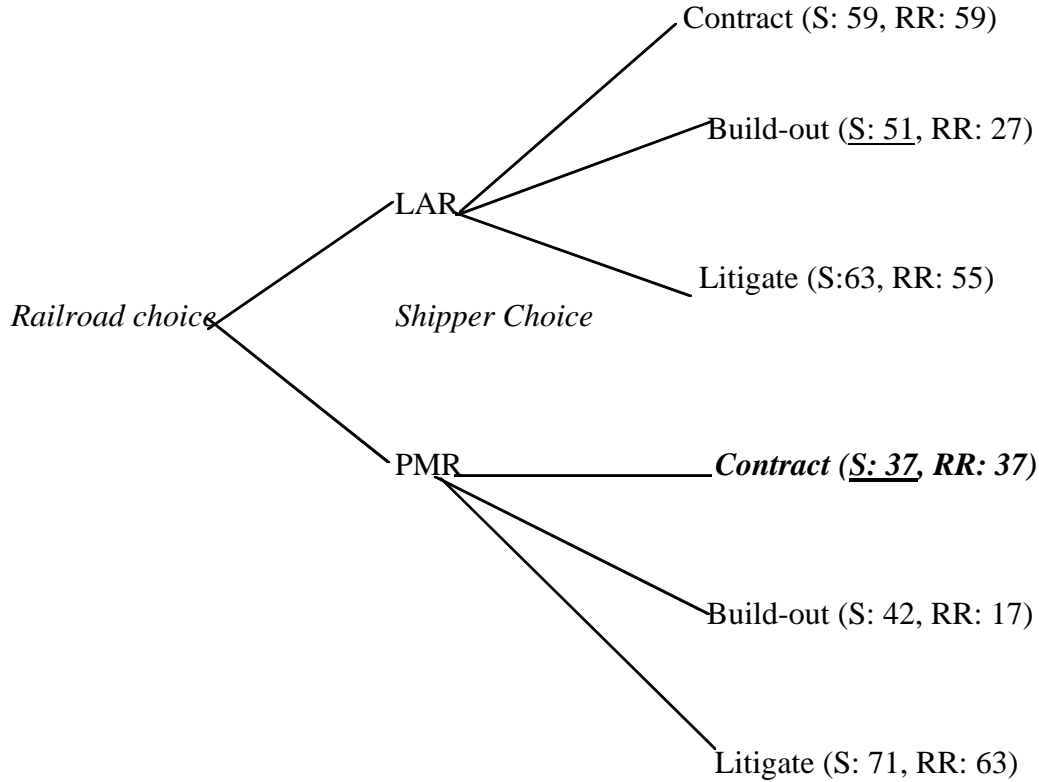 Contract (S: 59, RR: 59)
Build-out (S: 51, RR: 27)
LAR
Litigate (S:63, RR: 55)
Railroad choice
Shipper Choice
PMR
Contract (S: 37, RR: 37)
Build-out (S: 42, RR: 17)
Litigate (S: 71, RR: 63)